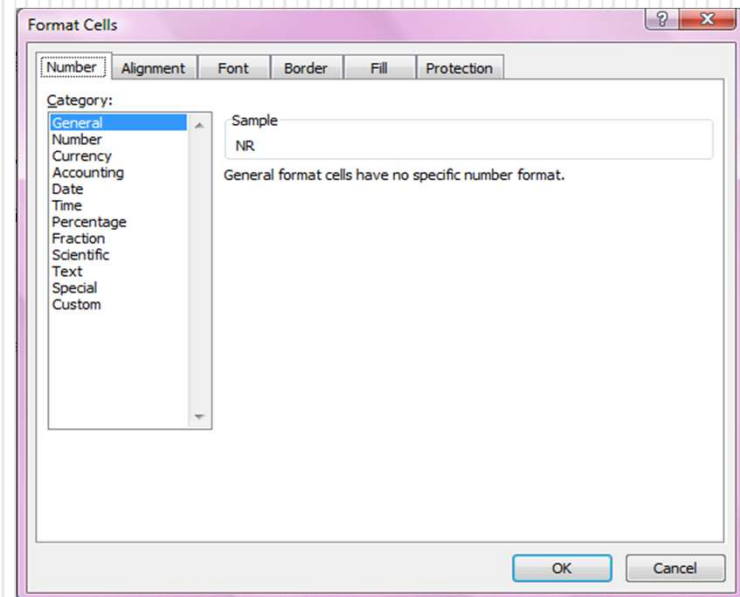 Format Cells
Number Alignment Font Border Fill Protection
Category:
General
Number
Currency
Accounting
Date
Time
Percentage
Fraction
Scientific
Text
Special
Custom
Sample
NR
General format cells have no specific number format.
OK Cancel